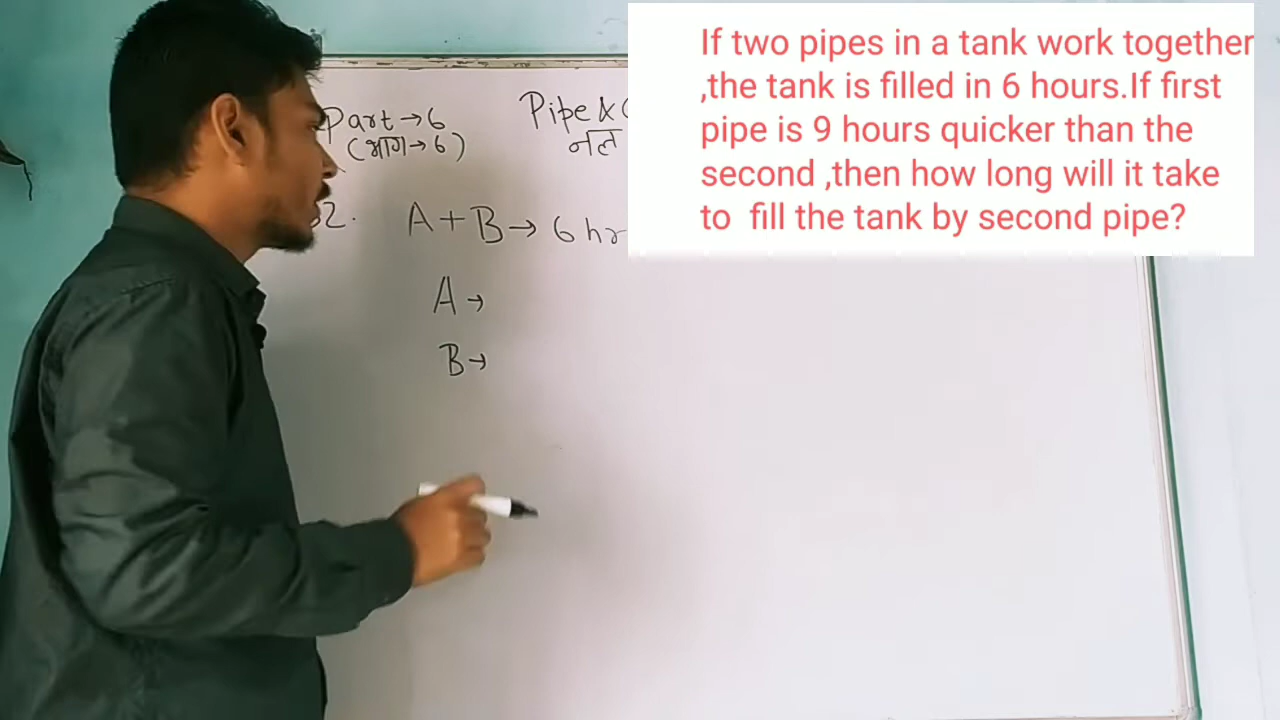 If two pipes in a tank work together
,the tank is filled in 6 hours.If first
pipe is 9 hours quicker than the
second ,then how long will it take
to fill the tank by second pipe?
Part→6
(भाग→6)
Pipe &
नल
2. A+B→ 6 hr
A→
B→